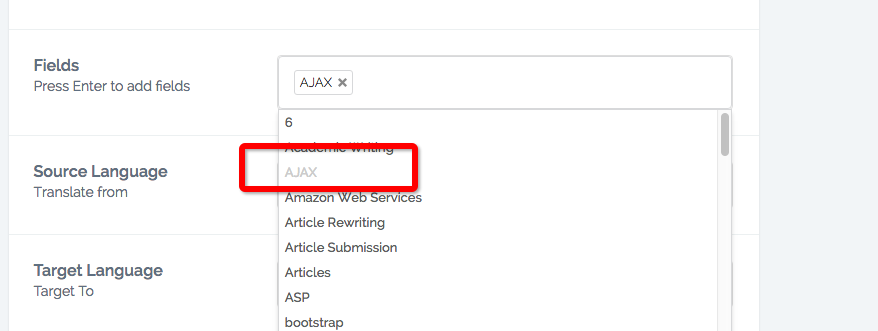 Fields
Press Enter to add fields
AJAX ×
6
Academic Writing
Source Language
Translate from
AJAX
Amazon Web Services
Article Rewriting
Article Submission
Target Language
Target To
Articles
ASP
bootstrap